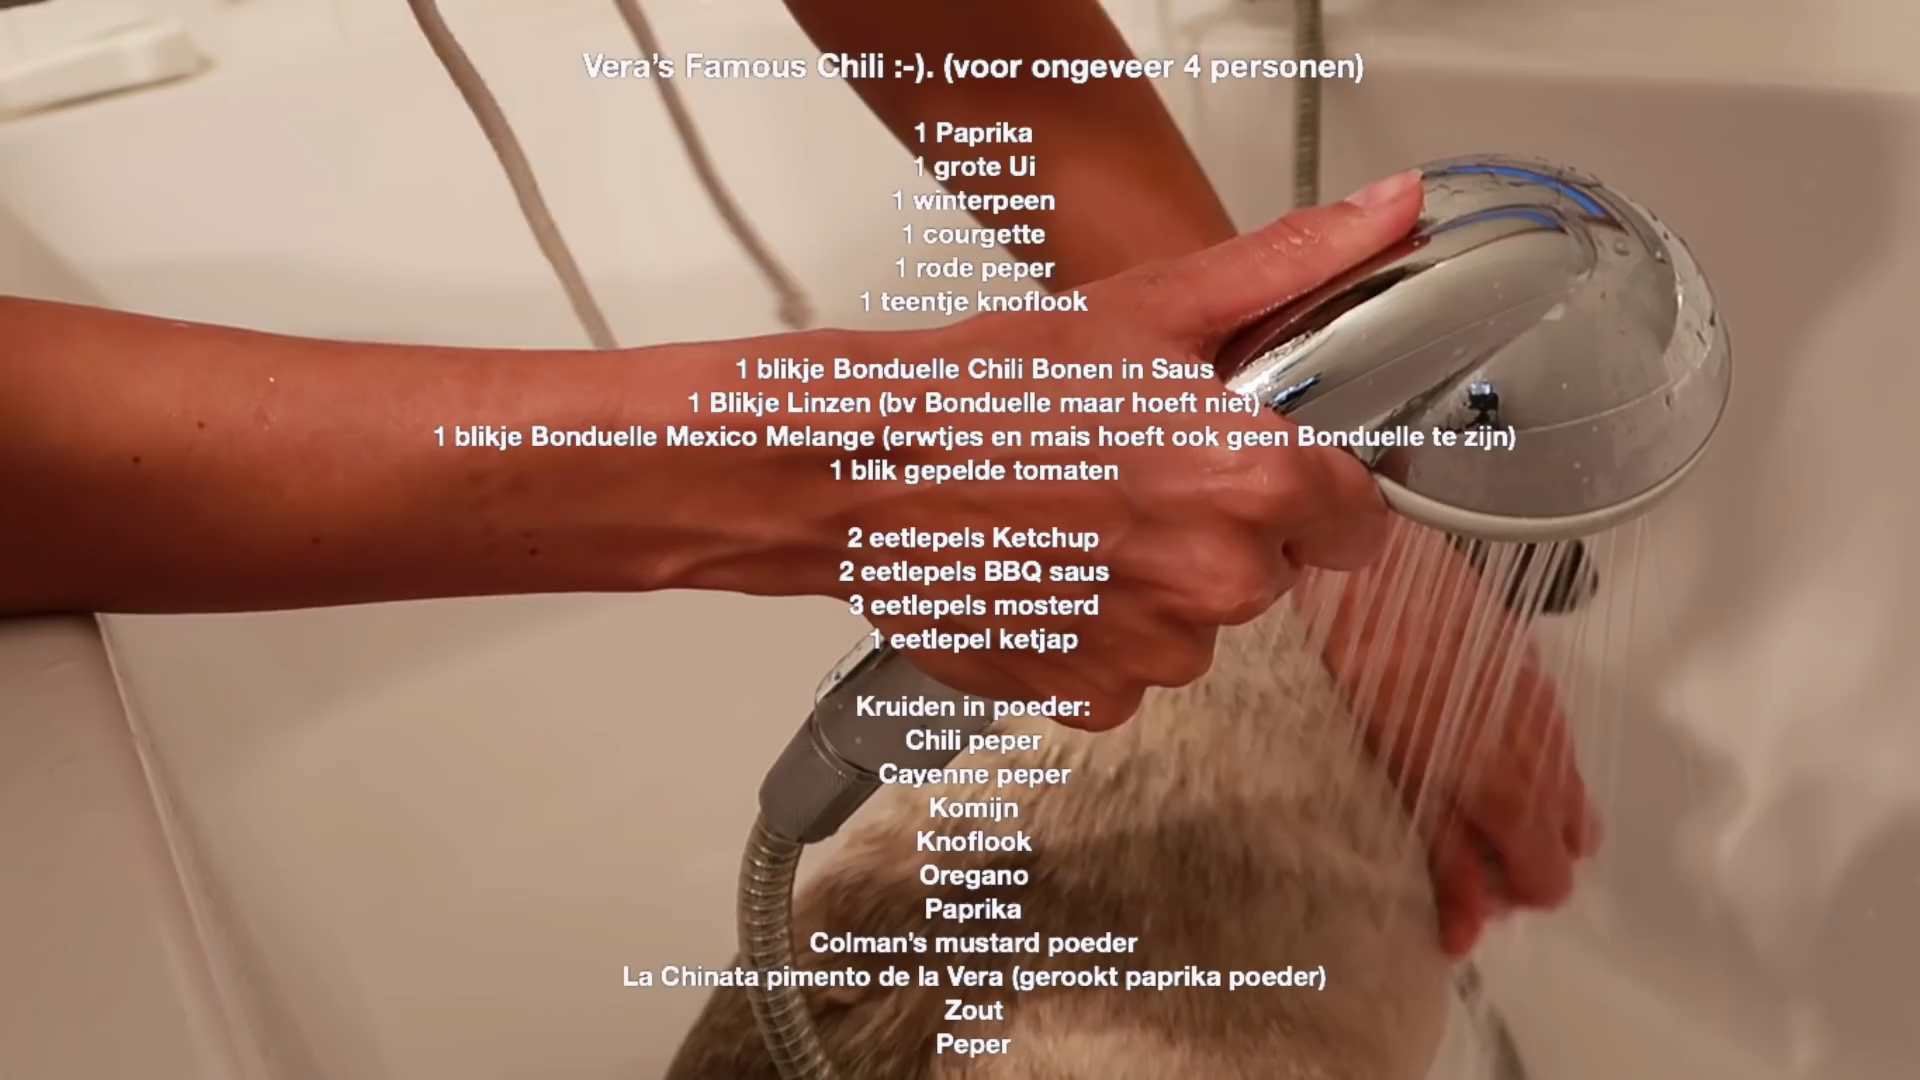 Vera's Famous Chili :-). (voor ongeveer 4 personen)
1 Paprika
1 grote Ui
1 winterpeen
1 courgette
1 rode peper
1 teentje knoflook
1 blikje Bonduelle Chili Bonen in Saus
1 Blikje Linzen (bv Bonduelle maar hoeft niet)
1 blikje Bonduelle Mexico Melange (erwtjes en mais hoeft ook geen Bonduelle te zijn)
1 blik gepelde tomaten
2 eetlepels Ketchup
2 eetlepels BBQ saus
3 eetlepels mosterd
1 eetlepel ketjap
Kruiden in poeder:
Chili peper
Cayenne peper
Komijn
Knoflook
Oregano
Paprika
Colman's mustard poeder
La Chinata pimento de la Vera (gerookt paprika poeder)
Zout
Peper